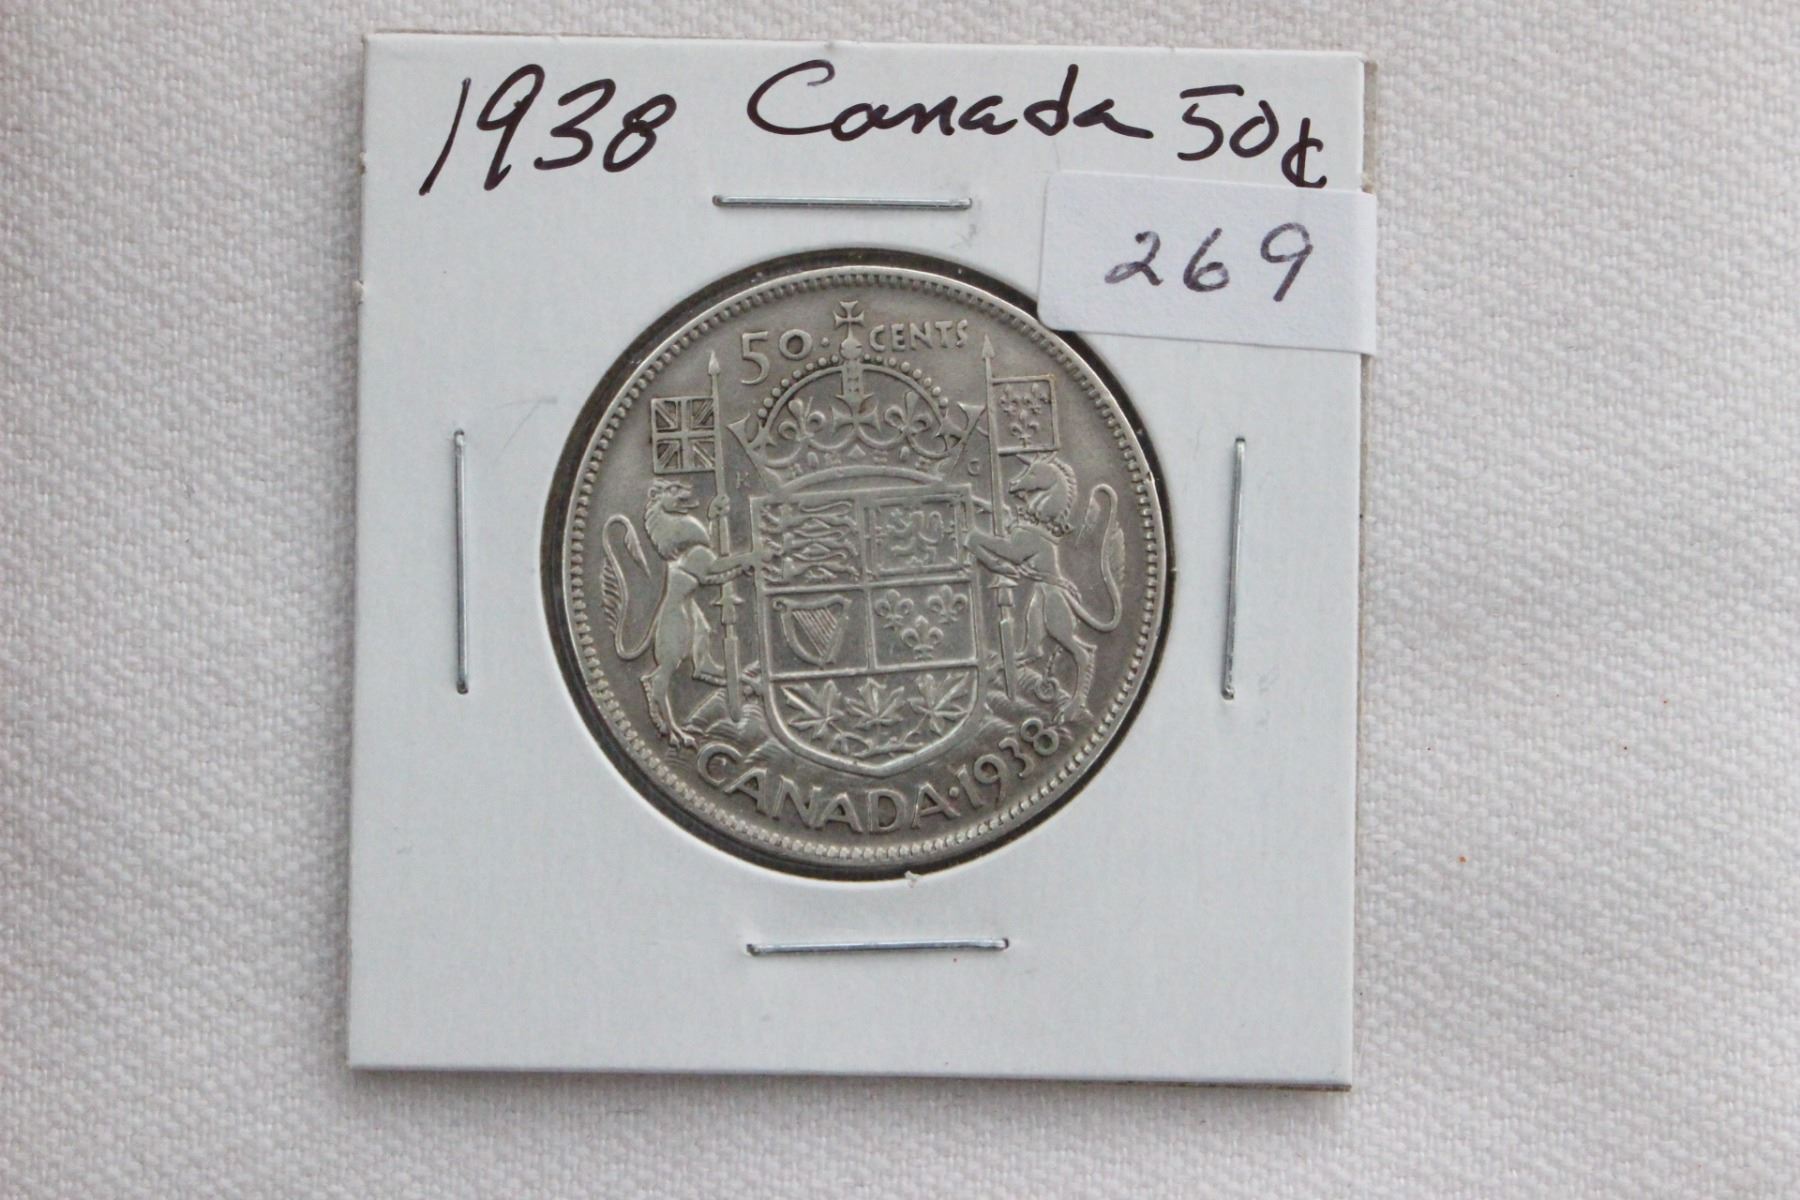 1938 Canada 50¢
269
50 · CENTS
K G
CANADA · 1938